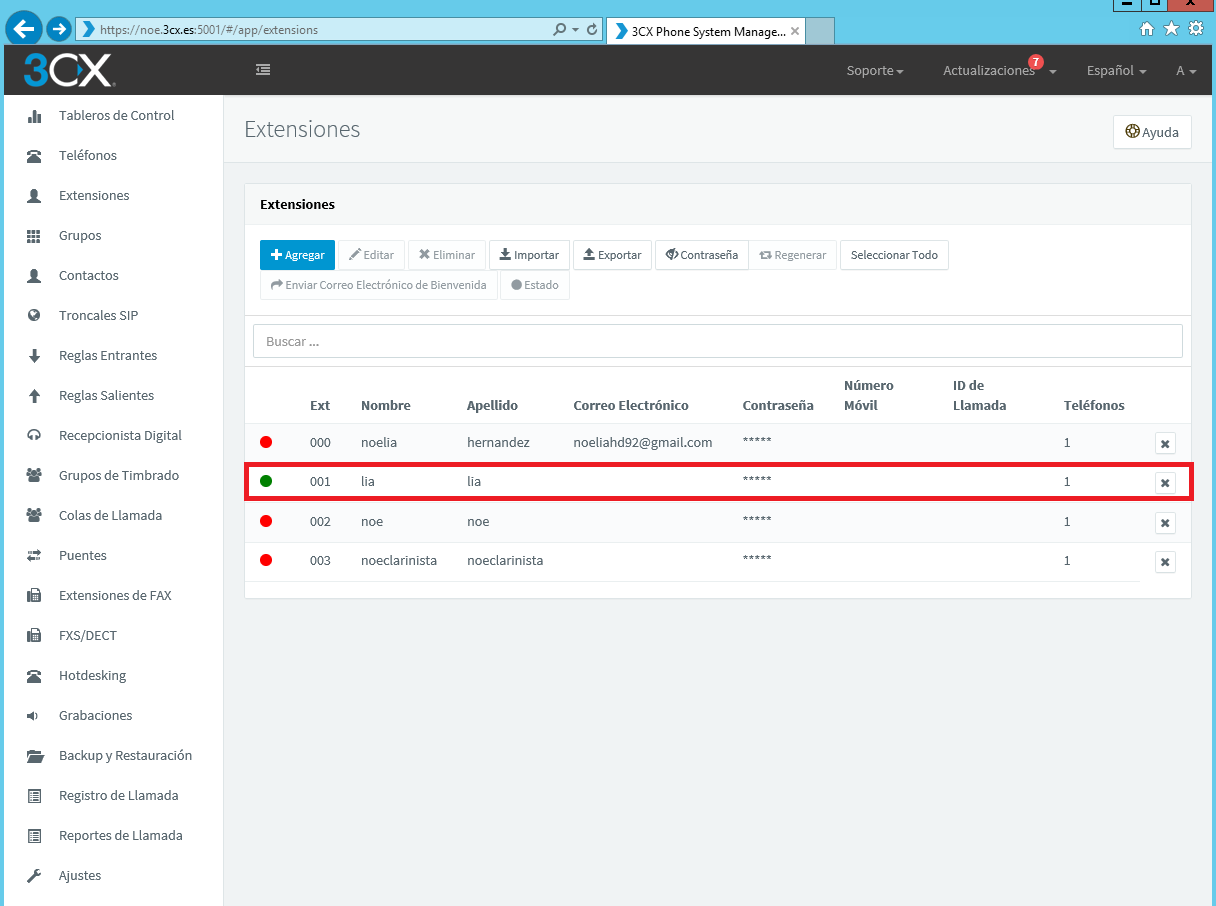 https://noe.3cx.es:5001/#/app/extensions
3CX Phone System Manage...
3CX
Soporte
Actualizaciones 7
Español
A
Tableros de Control
Teléfonos
Extensiones
Grupos
Contactos
Troncales SIP
Reglas Entrantes
Reglas Salientes
Recepcionista Digital
Grupos de Timbrado
Colas de Llamada
Puentes
Extensiones de FAX
FXS/DECT
Hotdesking
Grabaciones
Backup y Restauración
Registro de Llamada
Reportes de Llamada
Ajustes
Extensiones
Ayuda
Extensiones
Agregar Editar Eliminar Importar Exportar Contraseña Regenerar Seleccionar Todo
Enviar Correo Electrónico de Bienvenida Estado
Buscar ...
Ext Nombre Apellido Correo Electrónico Contraseña Número Móvil ID de Llamada Teléfonos
000 noelia hernandez noeliahd92@gmail.com ***** 1
001 lia lia ***** 1
002 noe noe ***** 1
003 noeclarinista noeclarinista ***** 1